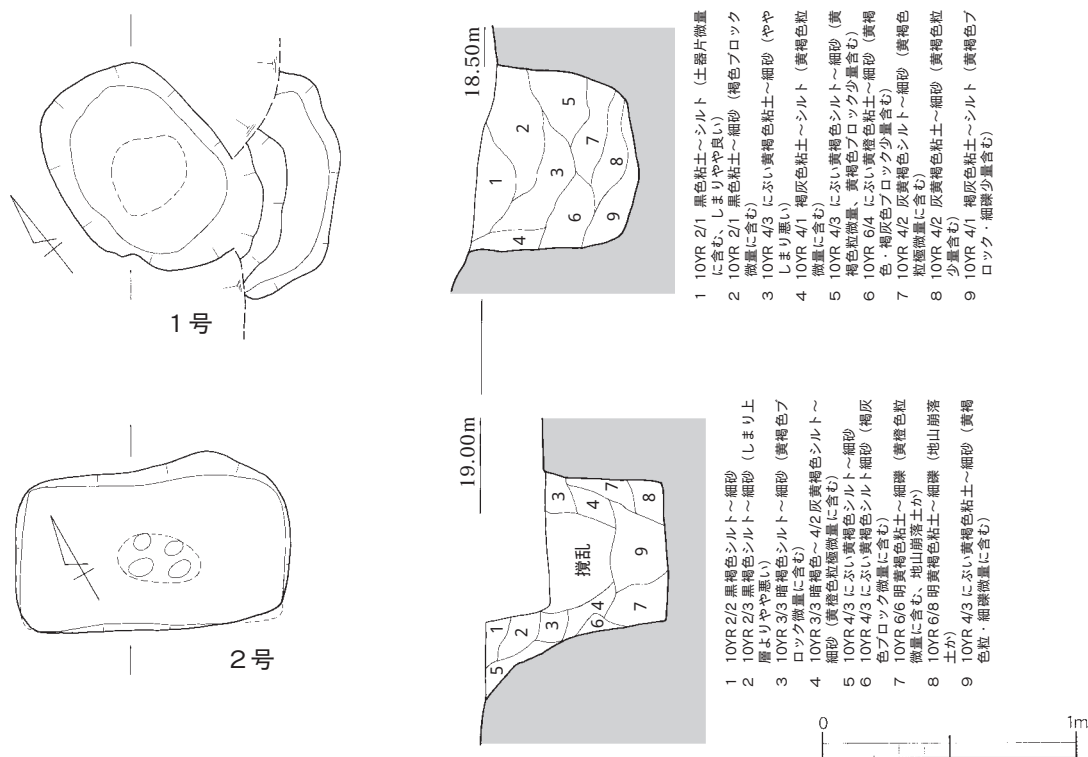 1号
18.50m
1
2
3
4
5
6
7
8
9
1 10YR 2/1 黒色粘土～シルト（土器片微量
に含む、しまりやや良い）
2 10YR 2/1 黒色粘土～細砂（褐色ブロック
微量に含む）
3 10YR 4/3 にぶい黄褐色粘土～細砂（やや
しまり悪い）
4 10YR 4/1 褐灰色粘土～シルト（黄褐色粒
微量に含む）
5 10YR 4/3 にぶい黄褐色シルト～細砂（黄
褐色粒微量、黄褐色ブロック少量含む）
6 10YR 6/4 にぶい黄橙色粘土～細砂（黄褐
色・褐灰色ブロック少量含む）
7 10YR 4/2 灰黄褐色シルト～細砂（黄褐色
粒極微量に含む）
8 10YR 4/2 灰黄褐色粘土～細砂（黄褐色粒
少量含む）
9 10YR 4/1 褐灰色粘土～シルト（黄褐色ブ
ロック・細礫少量含む）
2号
19.00m
1
2
3
5
6
4
7
撹乱
9
3
4
7
8
1 10YR 2/2 黒褐色シルト～細砂
2 10YR 2/3 黒褐色シルト～細砂（しまり上
層よりやや悪い）
3 10YR 3/3 暗褐色シルト～細砂（黄褐色ブ
ロック微量に含む）
4 10YR 3/3 暗褐色～4/2 灰黄褐色シルト～
細砂（黄橙色粒極微量に含む）
5 10YR 4/3 にぶい黄褐色シルト～細砂
6 10YR 4/3 にぶい黄褐色シルト細砂（褐灰
色ブロック微量に含む）
7 10YR 6/6 明黄褐色粘土～細礫（黄橙色粒
微量に含む、地山崩落土か）
8 10YR 6/8 明黄褐色粘土～細礫（地山崩落
土か）
9 10YR 4/3 にぶい黄褐色粘土～細砂（黄褐
色粒・細礫微量に含む）
0
1m